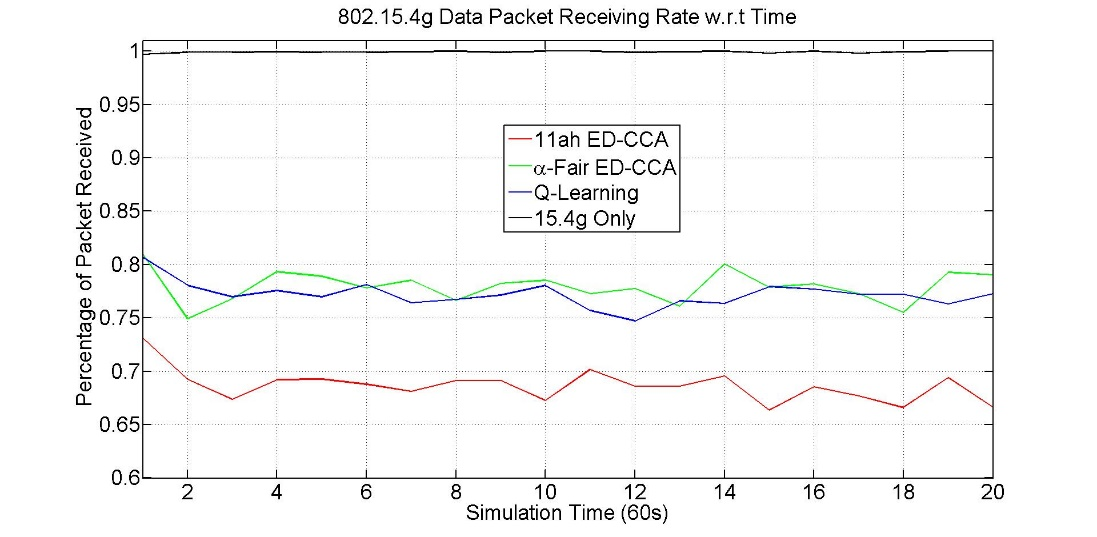 802.15.4g Data Packet Receiving Rate w.r.t Time
Percentage of Packet Received
1
0.95
0.9
0.85
0.8
0.75
0.7
0.65
0.6
11ah ED-CCA
α-Fair ED-CCA
Q-Learning
15.4g Only
2 4 6 8 10 12 14 16 18 20
Simulation Time (60s)